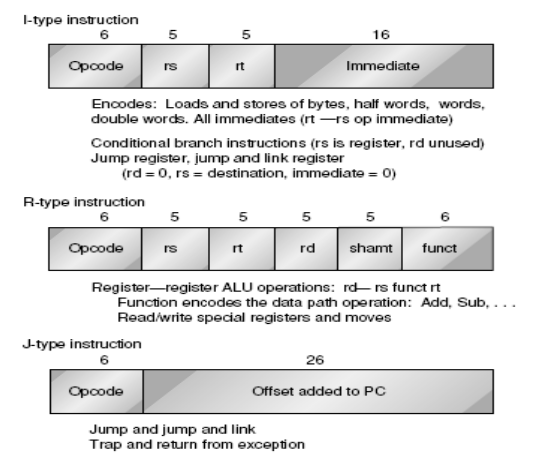 I-type instruction
6 5 5 16
Opcode rs rt Immediate
Encodes: Loads and stores of bytes, half words, words,
double words. All immediates (rt —rs op immediate)
Conditional branch instructions (rs is register, rd unused)
Jump register, jump and link register
(rd = 0, rs = destination, immediate = 0)
R-type instruction
6 5 5 5 5 6
Opcode rs rt rd shamt funct
Register—register ALU operations: rd— rs funct rt
Function encodes the data path operation: Add, Sub, . . .
Read/write special registers and moves
J-type instruction
6 26
Opcode Offset added to PC
Jump and jump and link
Trap and return from exception